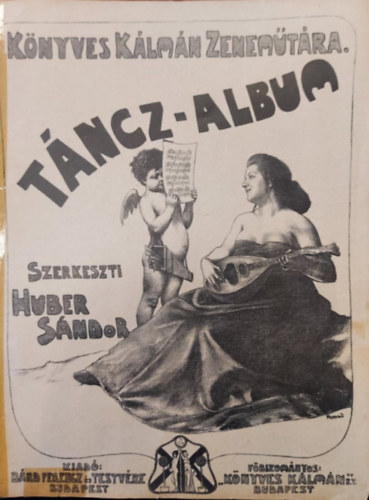 KÖNYVES KÁLMÁN ZENEMŰTÁRA.
TÁNCZ-ALBUM
SZERKESZTI
HUBER
SÁNDOR
KIADÓ:
BÁRD FERENCZ ÉS TESTVÉRE
BUDAPEST
FŐBIZOMÁNYOS:
"KÖNYVES KÁLMÁN"
BUDAPEST